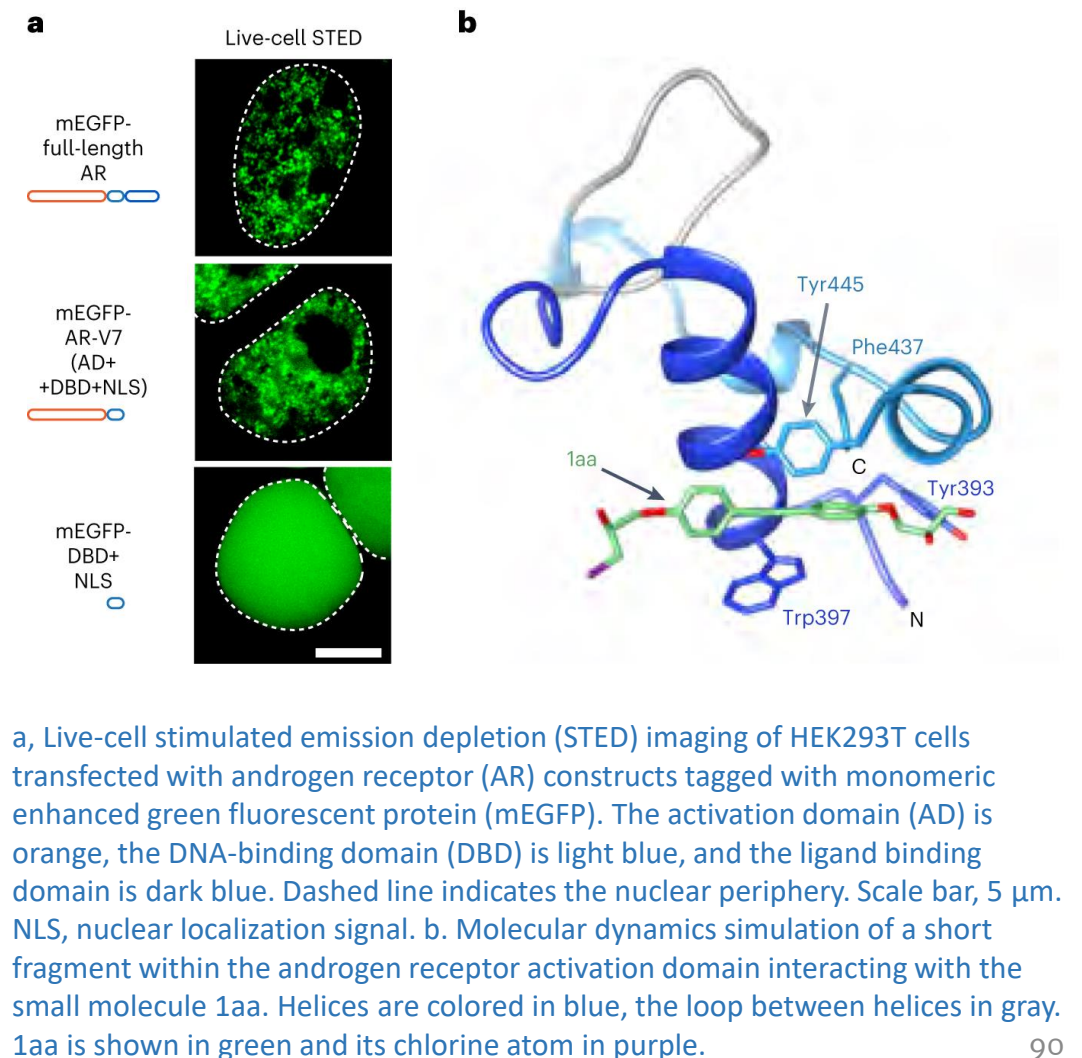 a
Live-cell STED
mEGFP-
full-length
AR
mEGFP-
AR-V7
(AD+
+DBD+NLS)
mEGFP-
DBD+
NLS
b
Tyr445
Phe437
1aa
C
Tyr393
Trp397
N
a, Live-cell stimulated emission depletion (STED) imaging of HEK293T cells
transfected with androgen receptor (AR) constructs tagged with monomeric
enhanced green fluorescent protein (mEGFP). The activation domain (AD) is
orange, the DNA-binding domain (DBD) is light blue, and the ligand binding
domain is dark blue. Dashed line indicates the nuclear periphery. Scale bar, 5 µm.
NLS, nuclear localization signal. b. Molecular dynamics simulation of a short
fragment within the androgen receptor activation domain interacting with the
small molecule 1aa. Helices are colored in blue, the loop between helices in gray.
1aa is shown in green and its chlorine atom in purple.
90